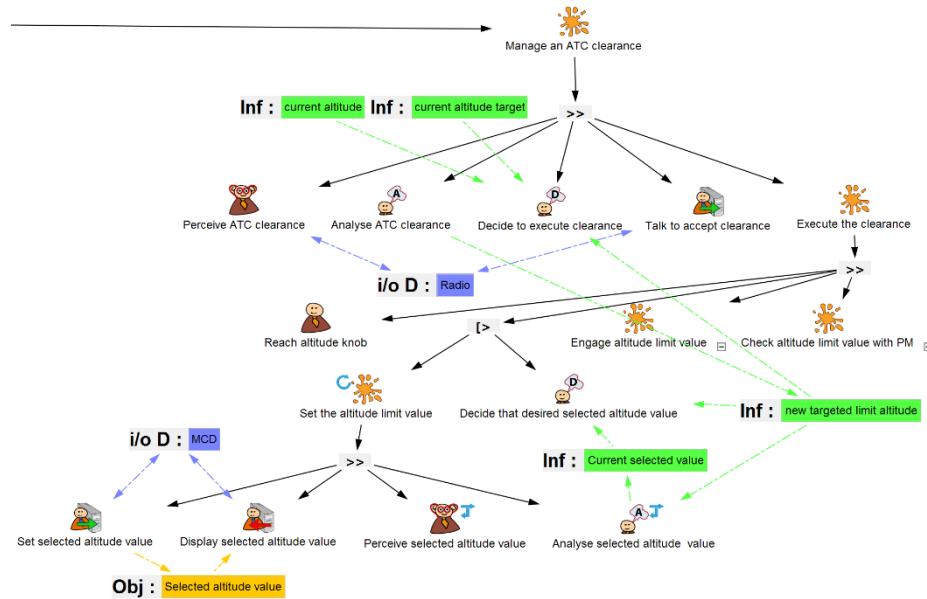 Manage an ATC clearance
Inf : current altitude Inf : current altitude target
>>
Perceive ATC clearance Analyse ATC clearance Decide to execute clearance Talk to accept clearance Execute the clearance
A D
i/o D : Radio
>>
Reach altitude knob [> Engage altitude limit value Check altitude limit value with PM
D
Set the altitude limit value Decide that desired selected altitude value Inf : new targeted limit altitude
i/o D : MCD
>> Inf : Current selected value
A
Set selected altitude value Display selected altitude value Perceive selected altitude value Analyse selected altitude value
Obj : Selected altitude value